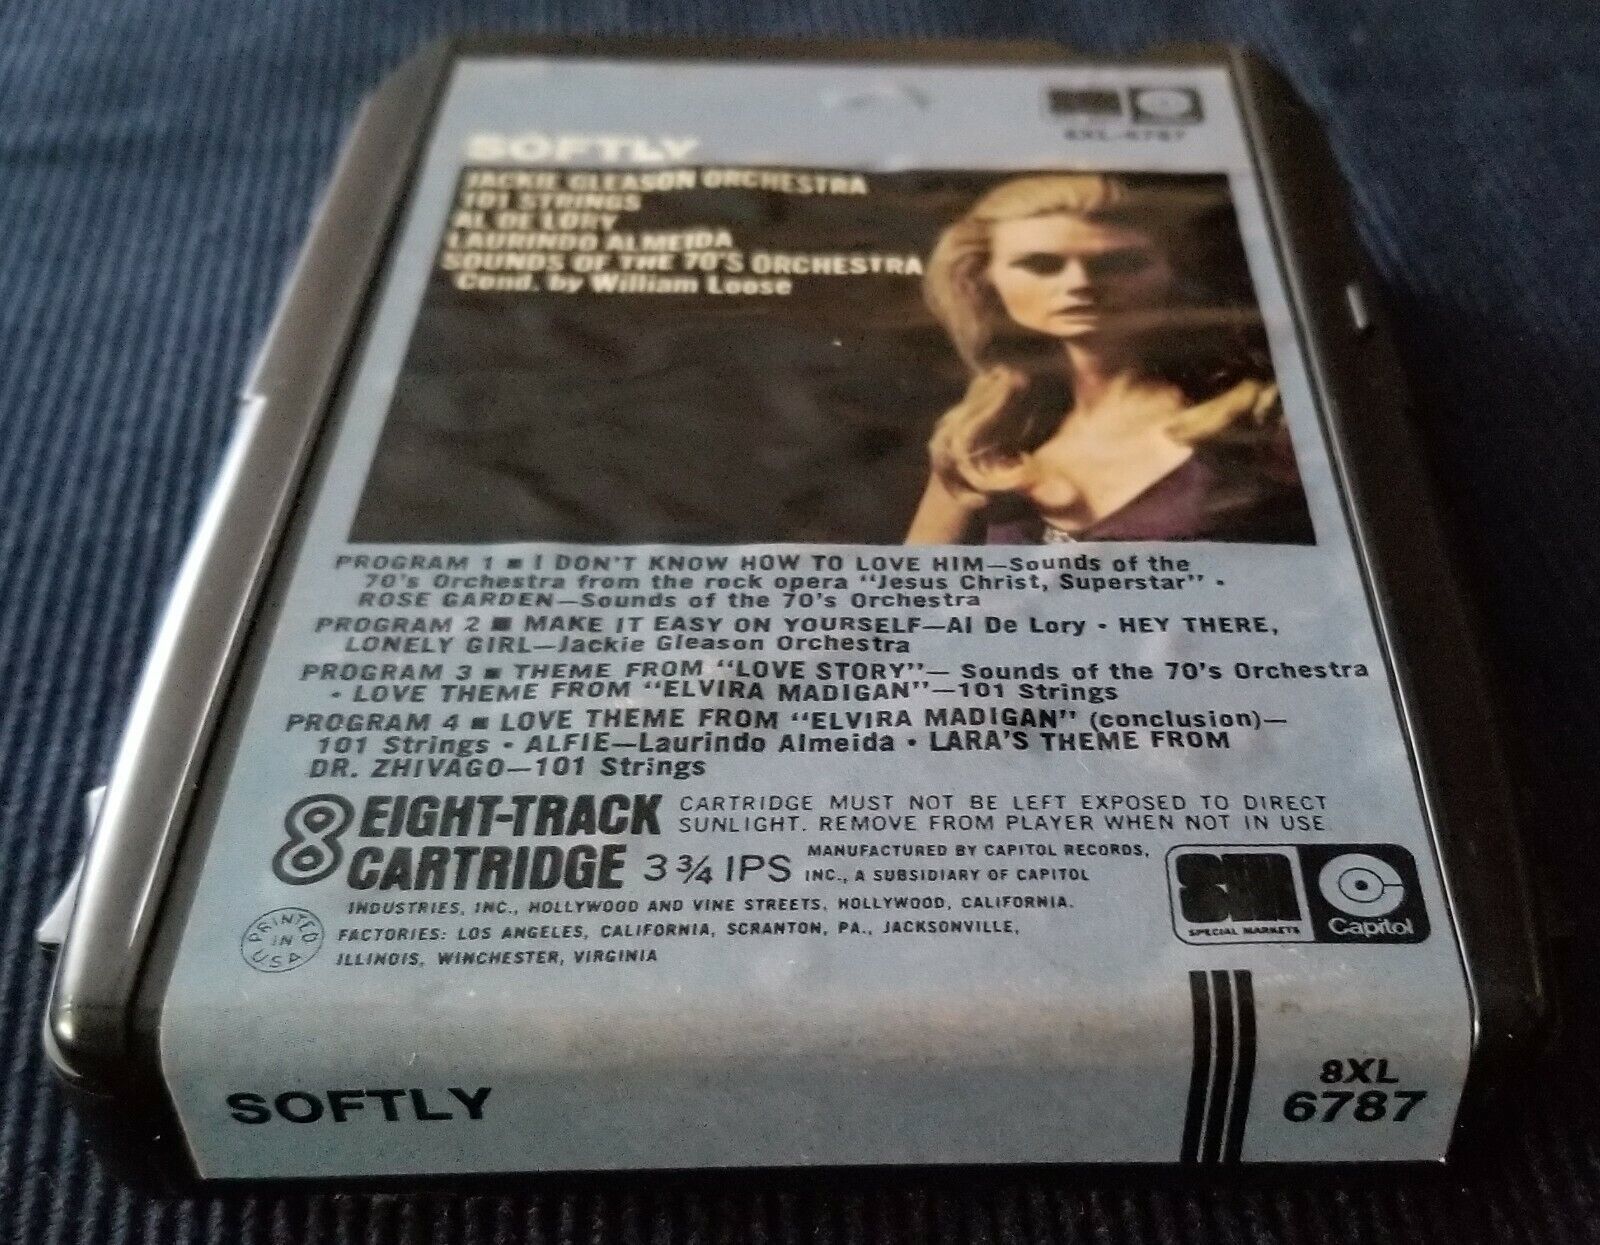 8XL-6787
SOFTLY
JACKIE GLEASON ORCHESTRA
101 STRINGS
AL DE LORY
LAURINDO ALMEIDA
SOUNDS OF THE 70'S ORCHESTRA
Cond. by William Loose
PROGRAM 1 ■ I DON'T KNOW HOW TO LOVE HIM—Sounds of the
70's Orchestra from the rock opera "Jesus Christ, Superstar" •
ROSE GARDEN—Sounds of the 70's Orchestra
PROGRAM 2 ■ MAKE IT EASY ON YOURSELF—Al De Lory • HEY THERE,
LONELY GIRL—Jackie Gleason Orchestra
PROGRAM 3 ■ THEME FROM "LOVE STORY"— Sounds of the 70's Orchestra
• LOVE THEME FROM "ELVIRA MADIGAN"—101 Strings
PROGRAM 4 ■ LOVE THEME FROM "ELVIRA MADIGAN" (conclusion)—
101 Strings • ALFIE—Laurindo Almeida • LARA'S THEME FROM
DR. ZHIVAGO—101 Strings
8 EIGHT-TRACK
CARTRIDGE 3 3/4 IPS
CARTRIDGE MUST NOT BE LEFT EXPOSED TO DIRECT
SUNLIGHT. REMOVE FROM PLAYER WHEN NOT IN USE
MANUFACTURED BY CAPITOL RECORDS,
INC., A SUBSIDIARY OF CAPITOL
INDUSTRIES, INC., HOLLYWOOD AND VINE STREETS, HOLLYWOOD, CALIFORNIA.
FACTORIES: LOS ANGELES, CALIFORNIA, SCRANTON, PA., JACKSONVILLE,
ILLINOIS, WINCHESTER, VIRGINIA
PRINTED IN USA
SPECIAL MARKETS
Capitol
SOFTLY
8XL
6787